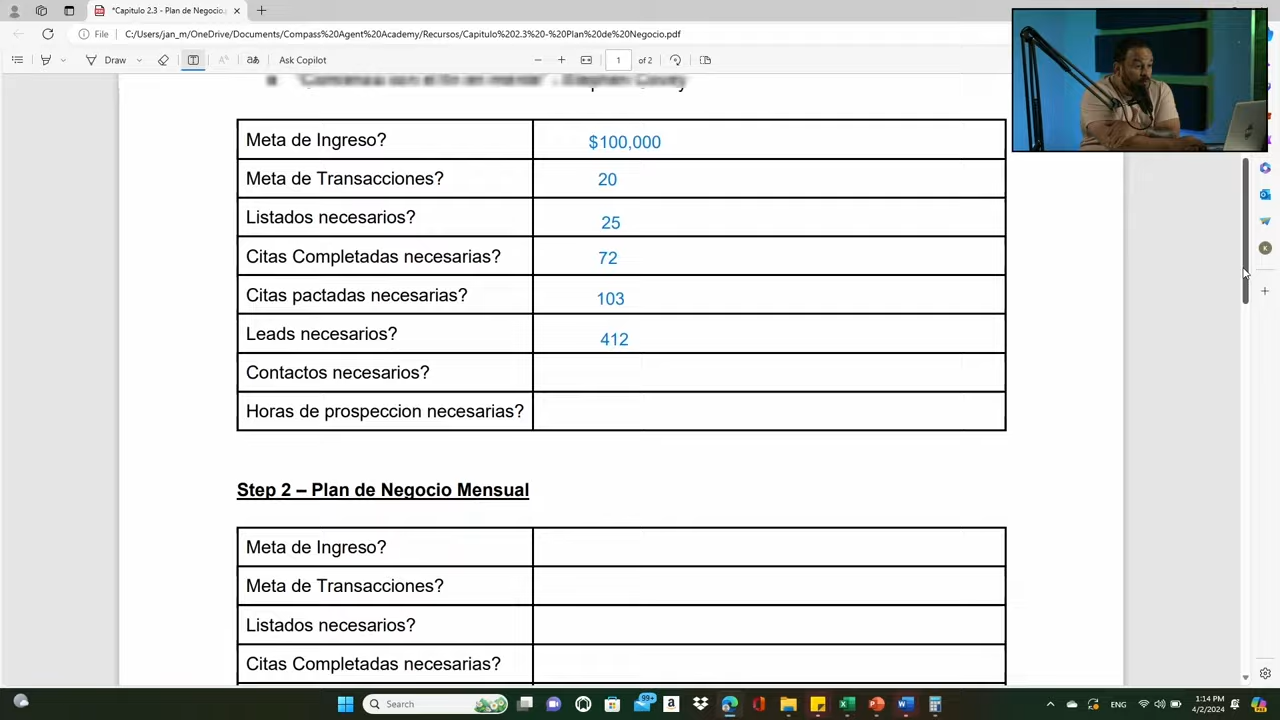 *Capitulo 2.3 - Plan de Negocio.
File
C:/Users/jan_m/OneDrive/Documents/Compass%20Agent%20Academy/Recursos/Capitulo%202.3%20-%20Plan%20de%20Negocio.pdf
Draw
Ask Copilot
1 of 2
Meta de Ingreso? $100,000
Meta de Transacciones? 20
Listados necesarios? 25
Citas Completadas necesarias? 72
Citas pactadas necesarias? 103
Leads necesarios? 412
Contactos necesarios?
Horas de prospeccion necesarias?
Step 2 – Plan de Negocio Mensual
Meta de Ingreso?
Meta de Transacciones?
Listados necesarios?
Citas Completadas necesarias?
Search
99+
ENG
1:14 PM
4/2/2024